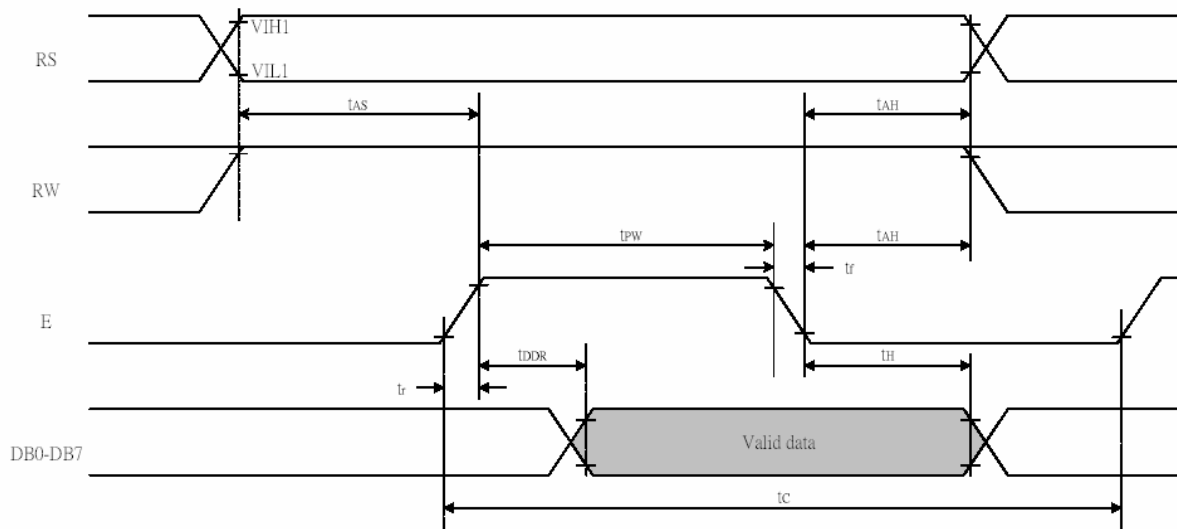 VIH1
RS
VIL1
tAS
tAH
RW
tPW
tAH
tf
E
tDDR
tH
tr
Valid data
DB0-DB7
tC